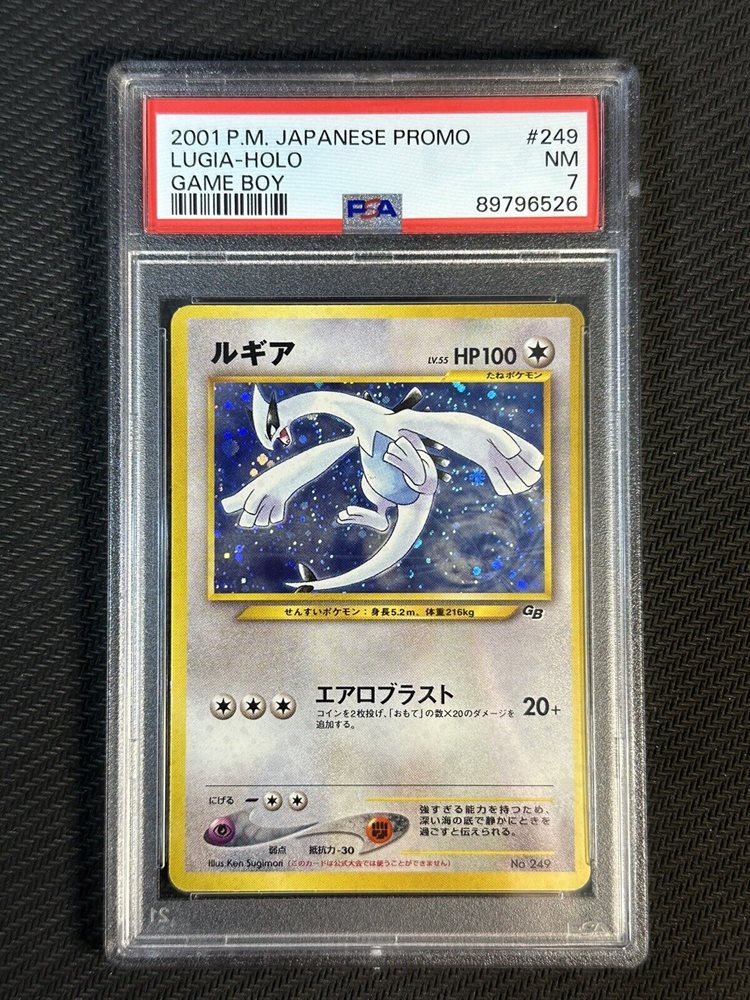 2001 P.M. JAPANESE PROMO #249
LUGIA-HOLO NM
GAME BOY 7
PSA 89796526
ルギア LV.55 HP100
たねポケモン
せんすいポケモン：身長5.2m、体重216kg GB
エアロブラスト 20+
コインを2枚投げ、「おもて」の数×20のダメージを
追加する。
にげる
強すぎる能力を持つため、
深い海の底で静かにときを
過ごすと伝えられる。
弱点 抵抗力-30
Illus. Ken Sugimori (このカードは公式大会では使うことができません) No 249